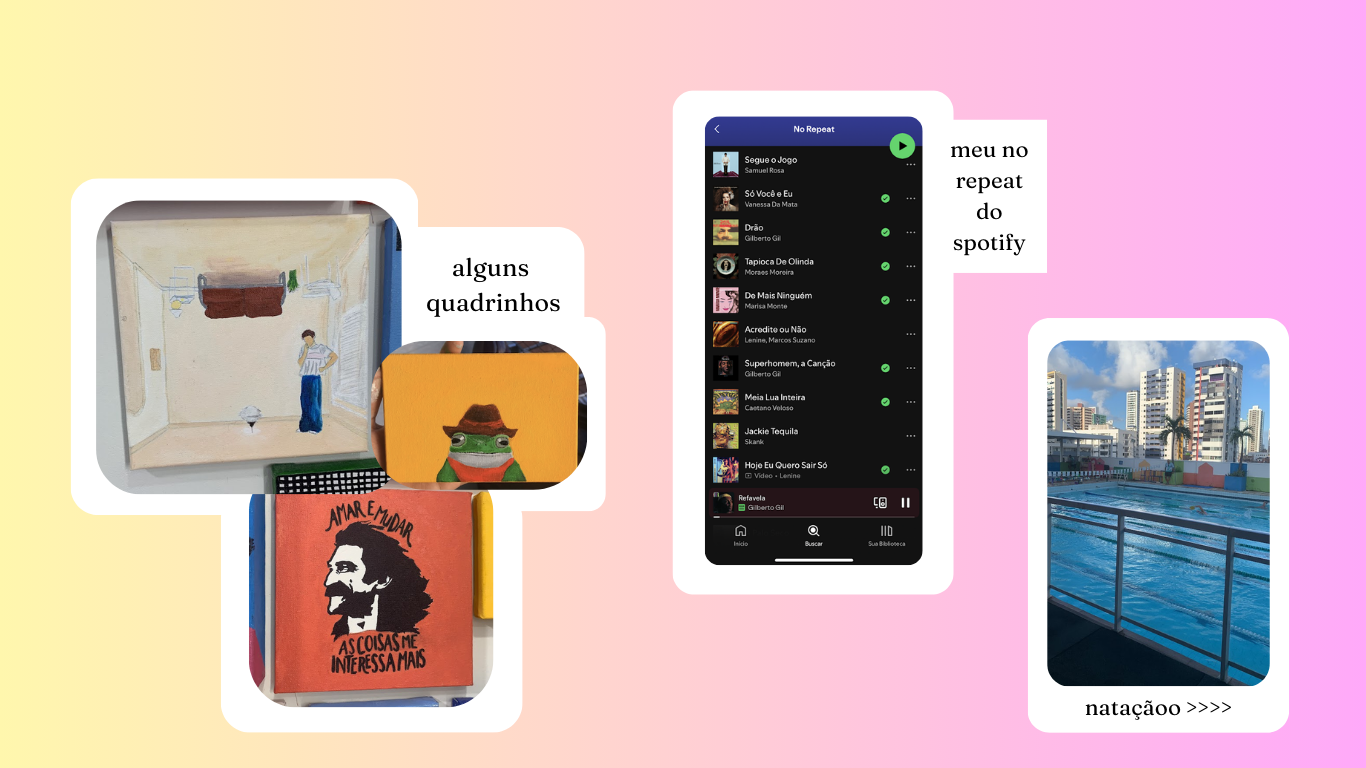 alguns
quadrinhos
AMAR E MUDAR
AS COISAS ME
INTERESSA MAIS
No Repeat
Segue o Jogo
Samuel Rosa
Só Você e Eu
Vanessa Da Mata
Drão
Gilberto Gil
Tapioca De Olinda
Moraes Moreira
De Mais Ninguém
Marisa Monte
Acredite ou Não
Lenine, Marcos Suzano
Superhomem, a Canção
Gilberto Gil
Meia Lua Inteira
Caetano Veloso
Jackie Tequila
Skank
Hoje Eu Quero Sair Só
Vídeo • Lenine
Refavela
Gilberto Gil
Início
Buscar
Sua Biblioteca
meu no
repeat
do
spotify
nataçãoo >>>>